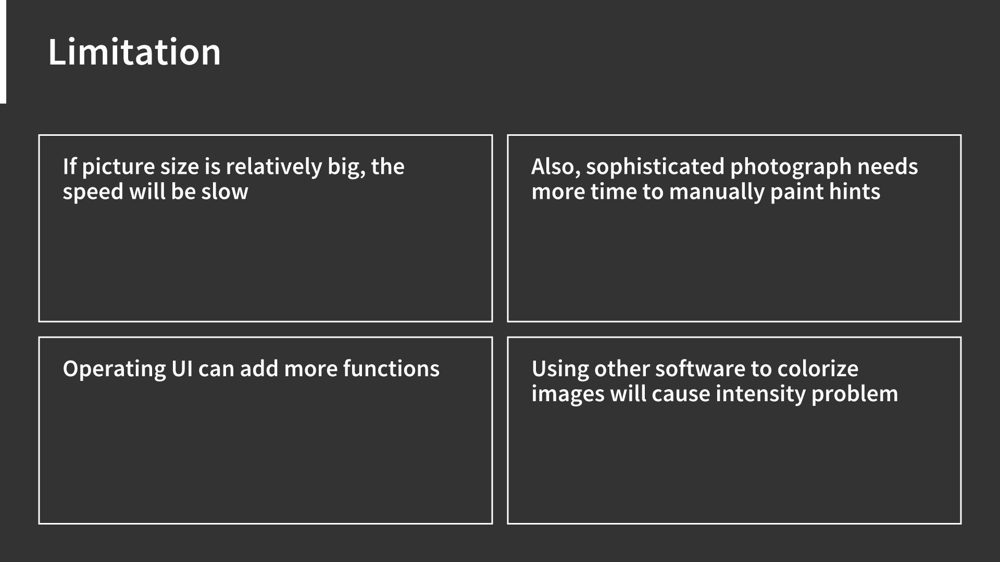 Limitation
If picture size is relatively big, the
speed will be slow
Also, sophisticated photograph needs
more time to manually paint hints
Operating UI can add more functions
Using other software to colorize
images will cause intensity problem